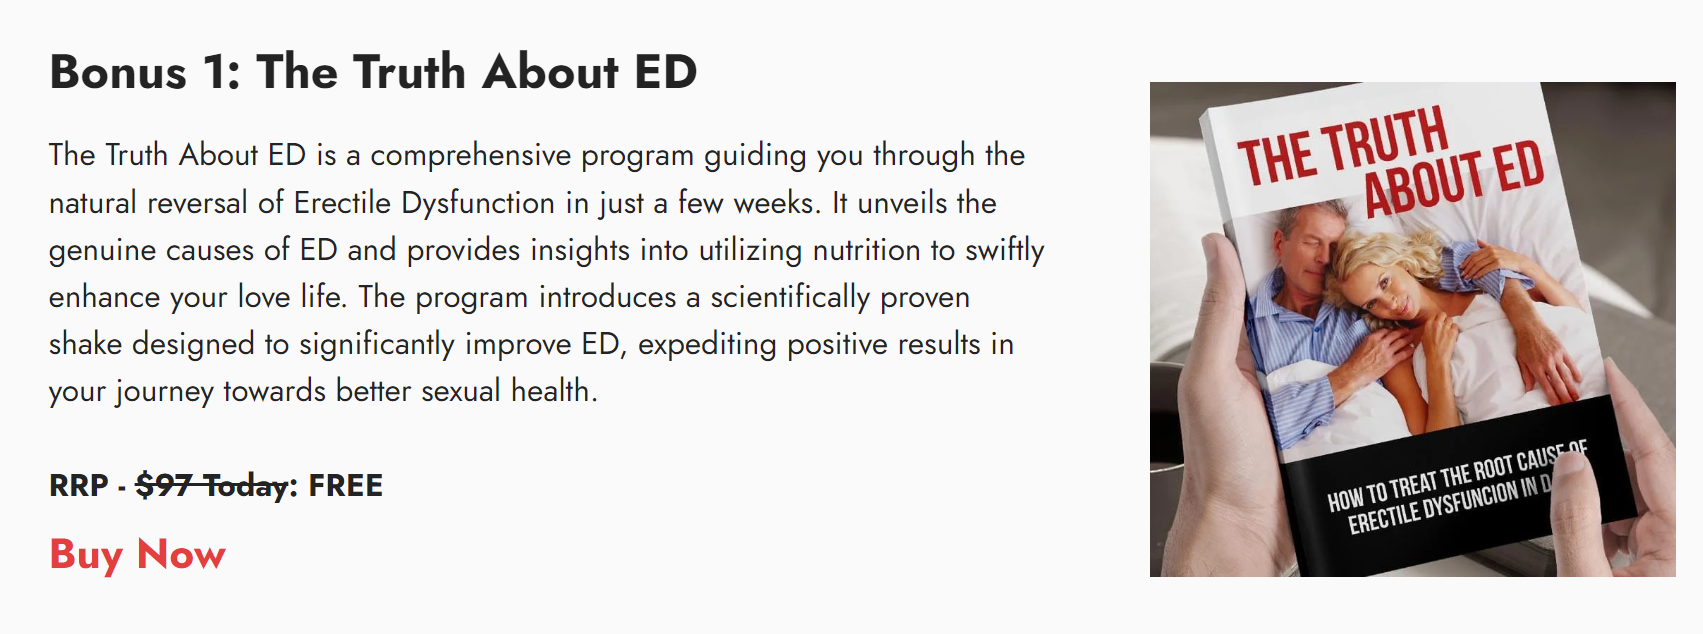 Bonus 1: The Truth About ED
The Truth About ED is a comprehensive program guiding you through the
natural reversal of Erectile Dysfunction in just a few weeks. It unveils the
genuine causes of ED and provides insights into utilizing nutrition to swiftly
enhance your love life. The program introduces a scientifically proven
shake designed to significantly improve ED, expediting positive results in
your journey towards better sexual health.
RRP - $97 Today: FREE
Buy Now
THE TRUTH
ABOUT ED
HOW TO TREAT THE ROOT CAUSE OF
ERECTILE DYSFUNCION IN